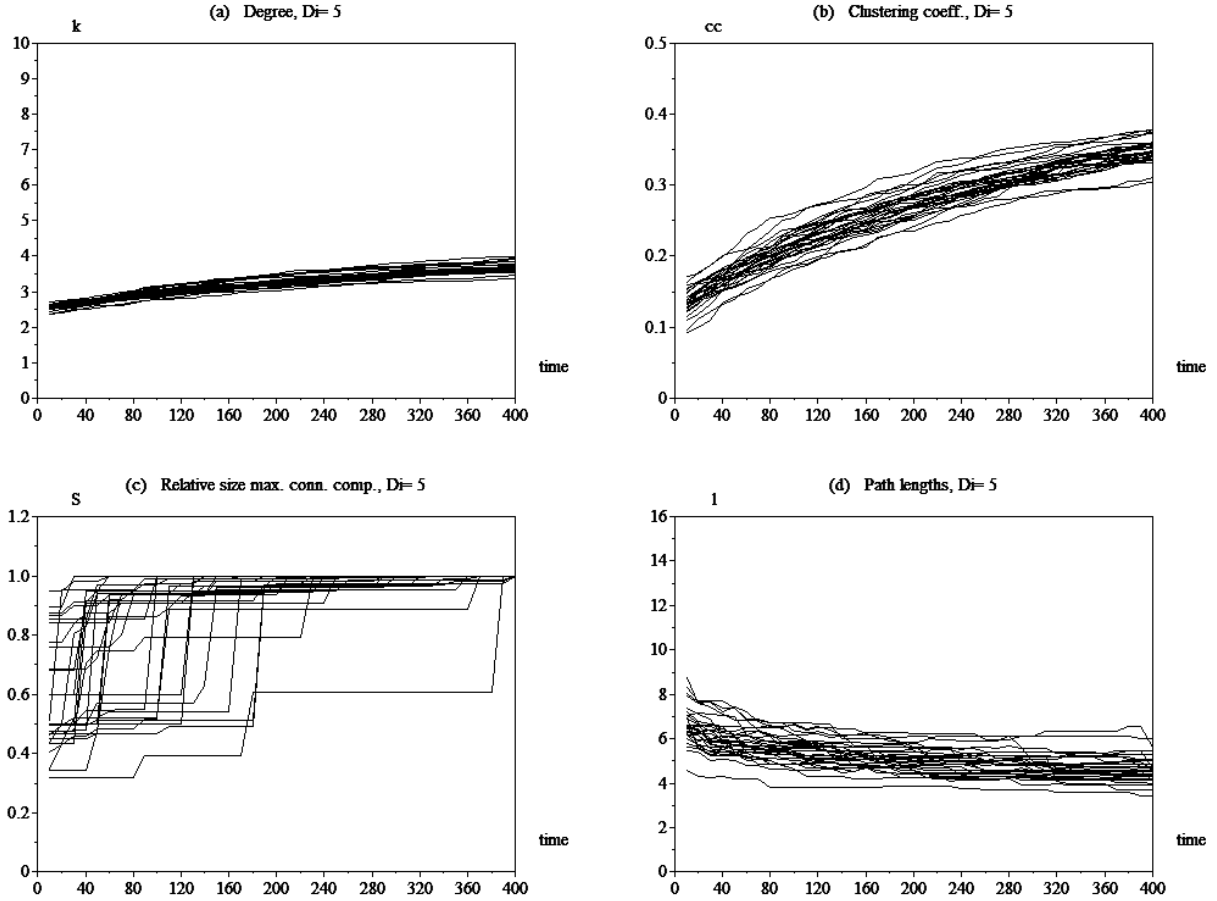 (a) Degree, Di= 5
k
10
9
8
7
6
5
4
3
2
1
0
0 40 80 120 160 200 240 280 320 360 400
time
(b) Clustering coeff., Di= 5
cc
0.5
0.4
0.3
0.2
0.1
0
0 40 80 120 160 200 240 280 320 360 400
time
(c) Relative size max. conn. comp., Di= 5
S
1.2
1.0
0.8
0.6
0.4
0.2
0
0 40 80 120 160 200 240 280 320 360 400
time
(d) Path lengths, Di= 5
l
16
14
12
10
8
6
4
2
0
0 40 80 120 160 200 240 280 320 360 400
time